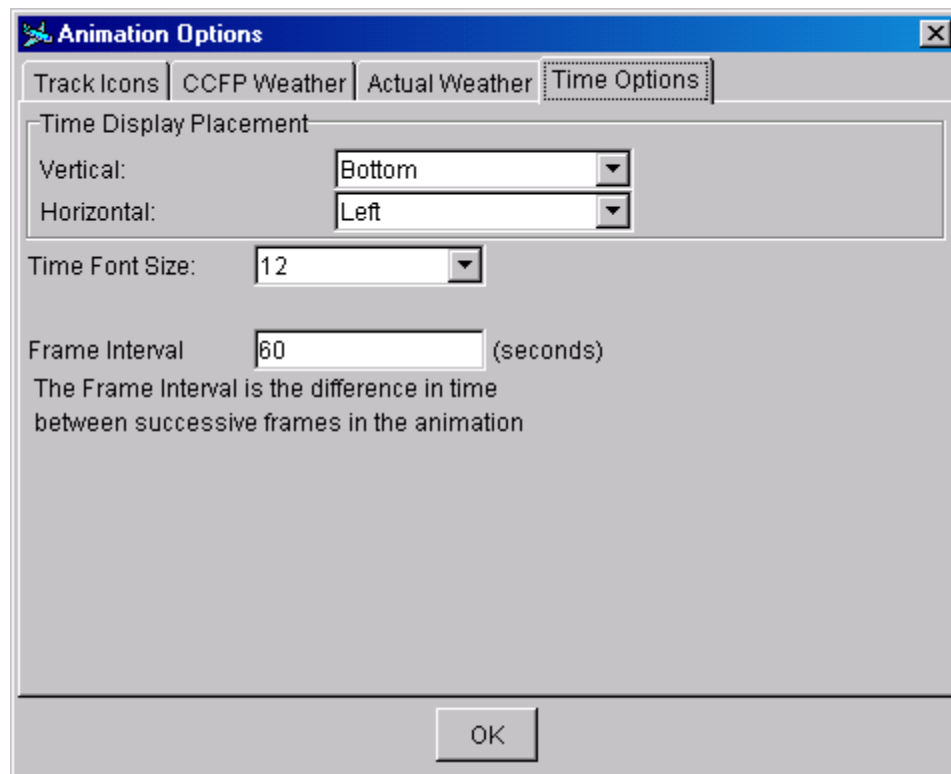 Animation Options
Track Icons CCFP Weather Actual Weather Time Options
Time Display Placement
Vertical: Bottom
Horizontal: Left
Time Font Size: 12
Frame Interval 60 (seconds)
The Frame Interval is the difference in time
between successive frames in the animation
OK